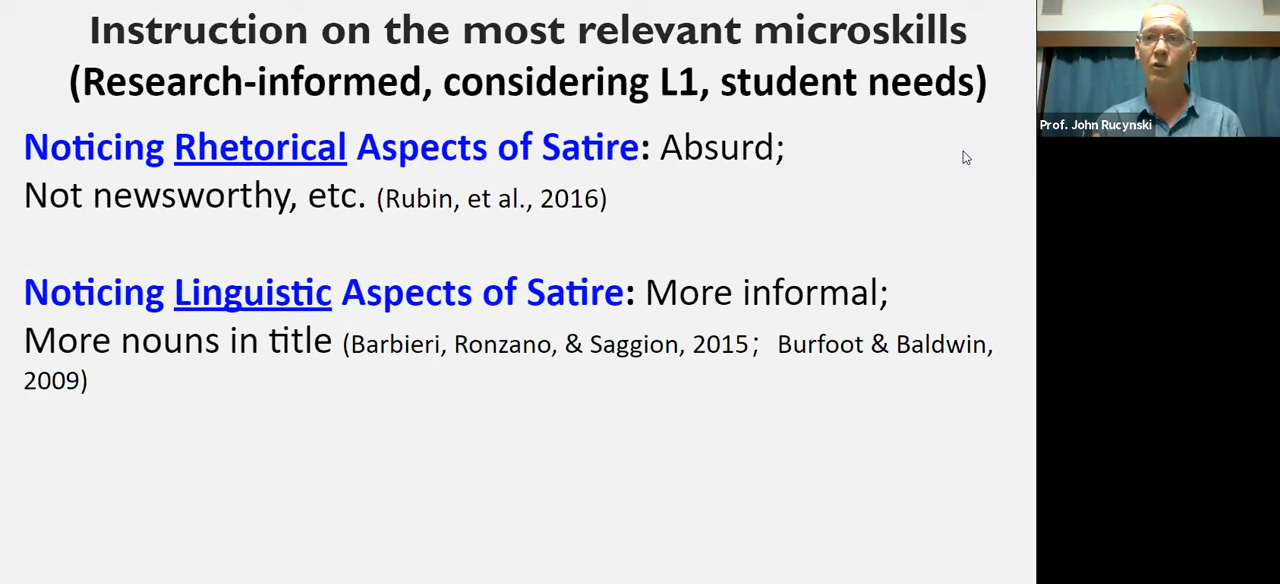 Instruction on the most relevant microskills
(Research-informed, considering L1, student needs)
Prof. John Rucynski
Noticing Rhetorical Aspects of Satire: Absurd;
Not newsworthy, etc. (Rubin, et al., 2016)
Noticing Linguistic Aspects of Satire: More informal;
More nouns in title (Barbieri, Ronzano, & Saggion, 2015; Burfoot & Baldwin,
2009)